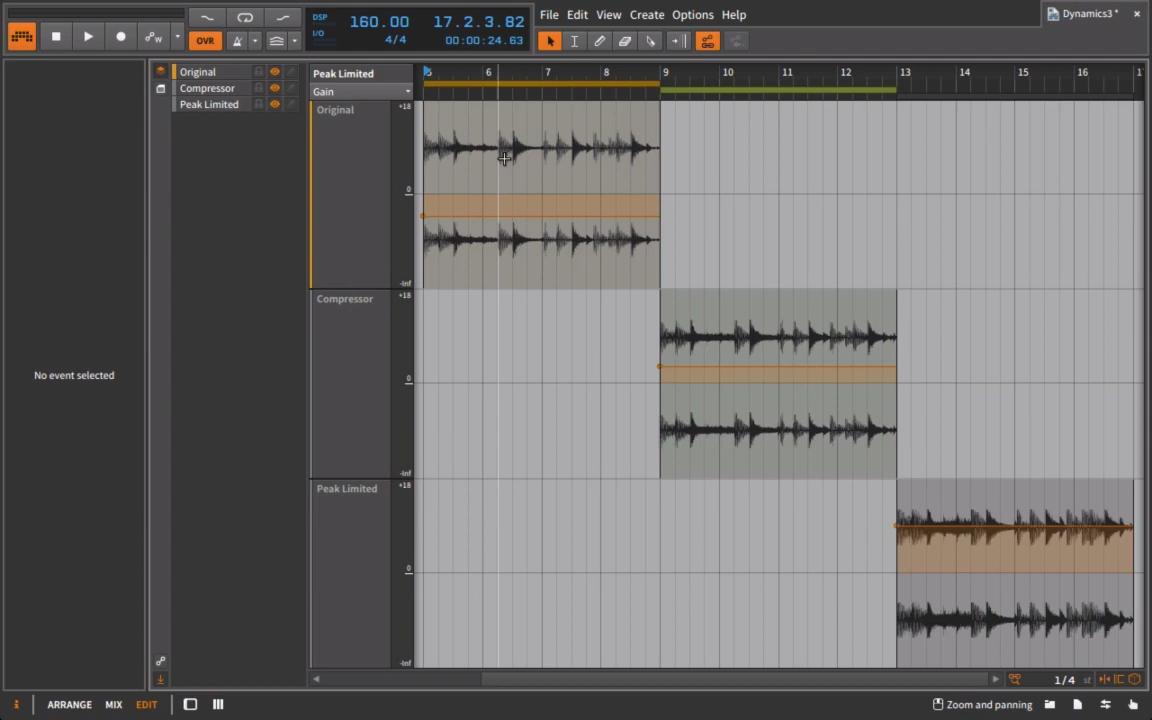 File Edit View Create Options Help
Dynamics3 *
DSP 160.00 17.2.3.82
I/O 4/4 00:00:24.63
OVR
Original
Compressor
Peak Limited
Peak Limited
Gain
5 6 7 8 9 10 11 12 13 14 15 16
Original +18
0
-Inf
Compressor +18
0
-Inf
Peak Limited +18
0
-Inf
No event selected
1/4 st
i ARRANGE MIX EDIT
Zoom and panning